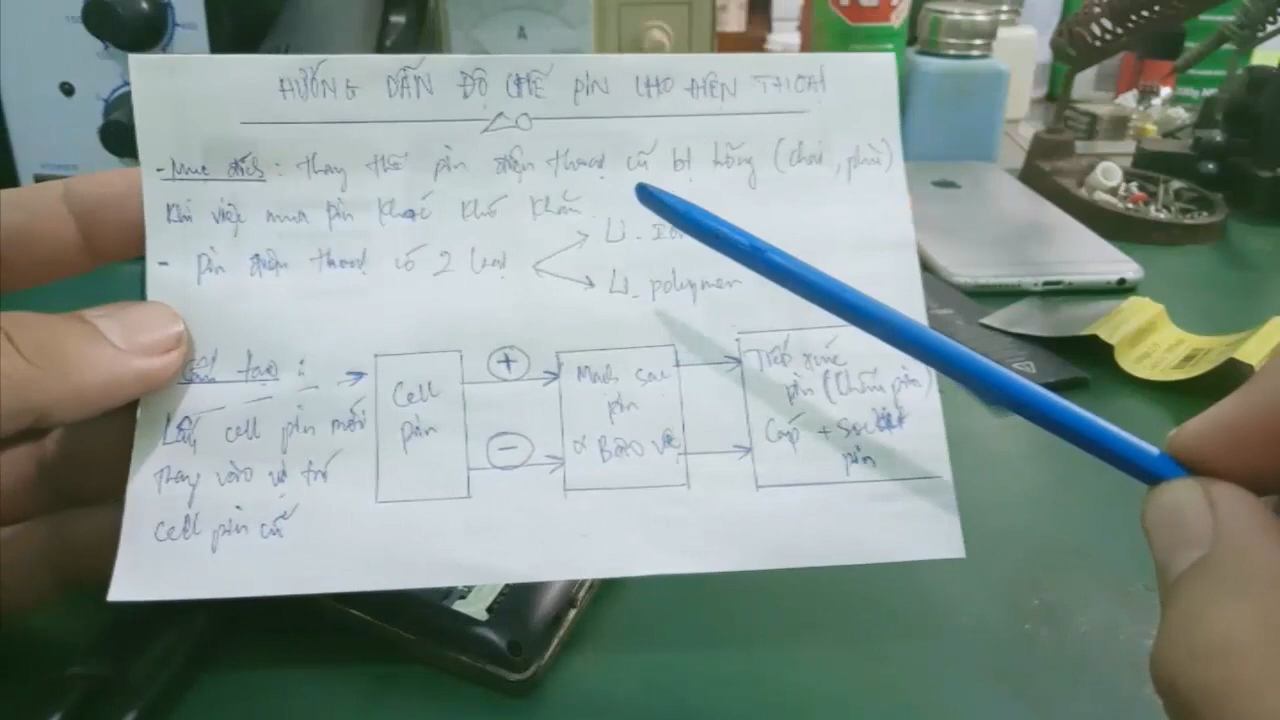 HƯỚNG DẪN ĐỘ CHẾ PIN CHO ĐIỆN THOẠI
- Mục đích : thay thế pin điện thoại cũ bị hỏng (chai, phù)
khi việc mua pin khác khó khăn
- pin điện thoại có 2 loại
Li. Ion
Li. polymer
Cấu tạo :
Lấy cell pin mới
thay vào vị trí
cell pin cũ
Cell
pin
+
-
Mạch sạc
pin
& Bảo vệ
Tiếp xúc
pin (Chấu pin)
Cáp + Socket
pin
A